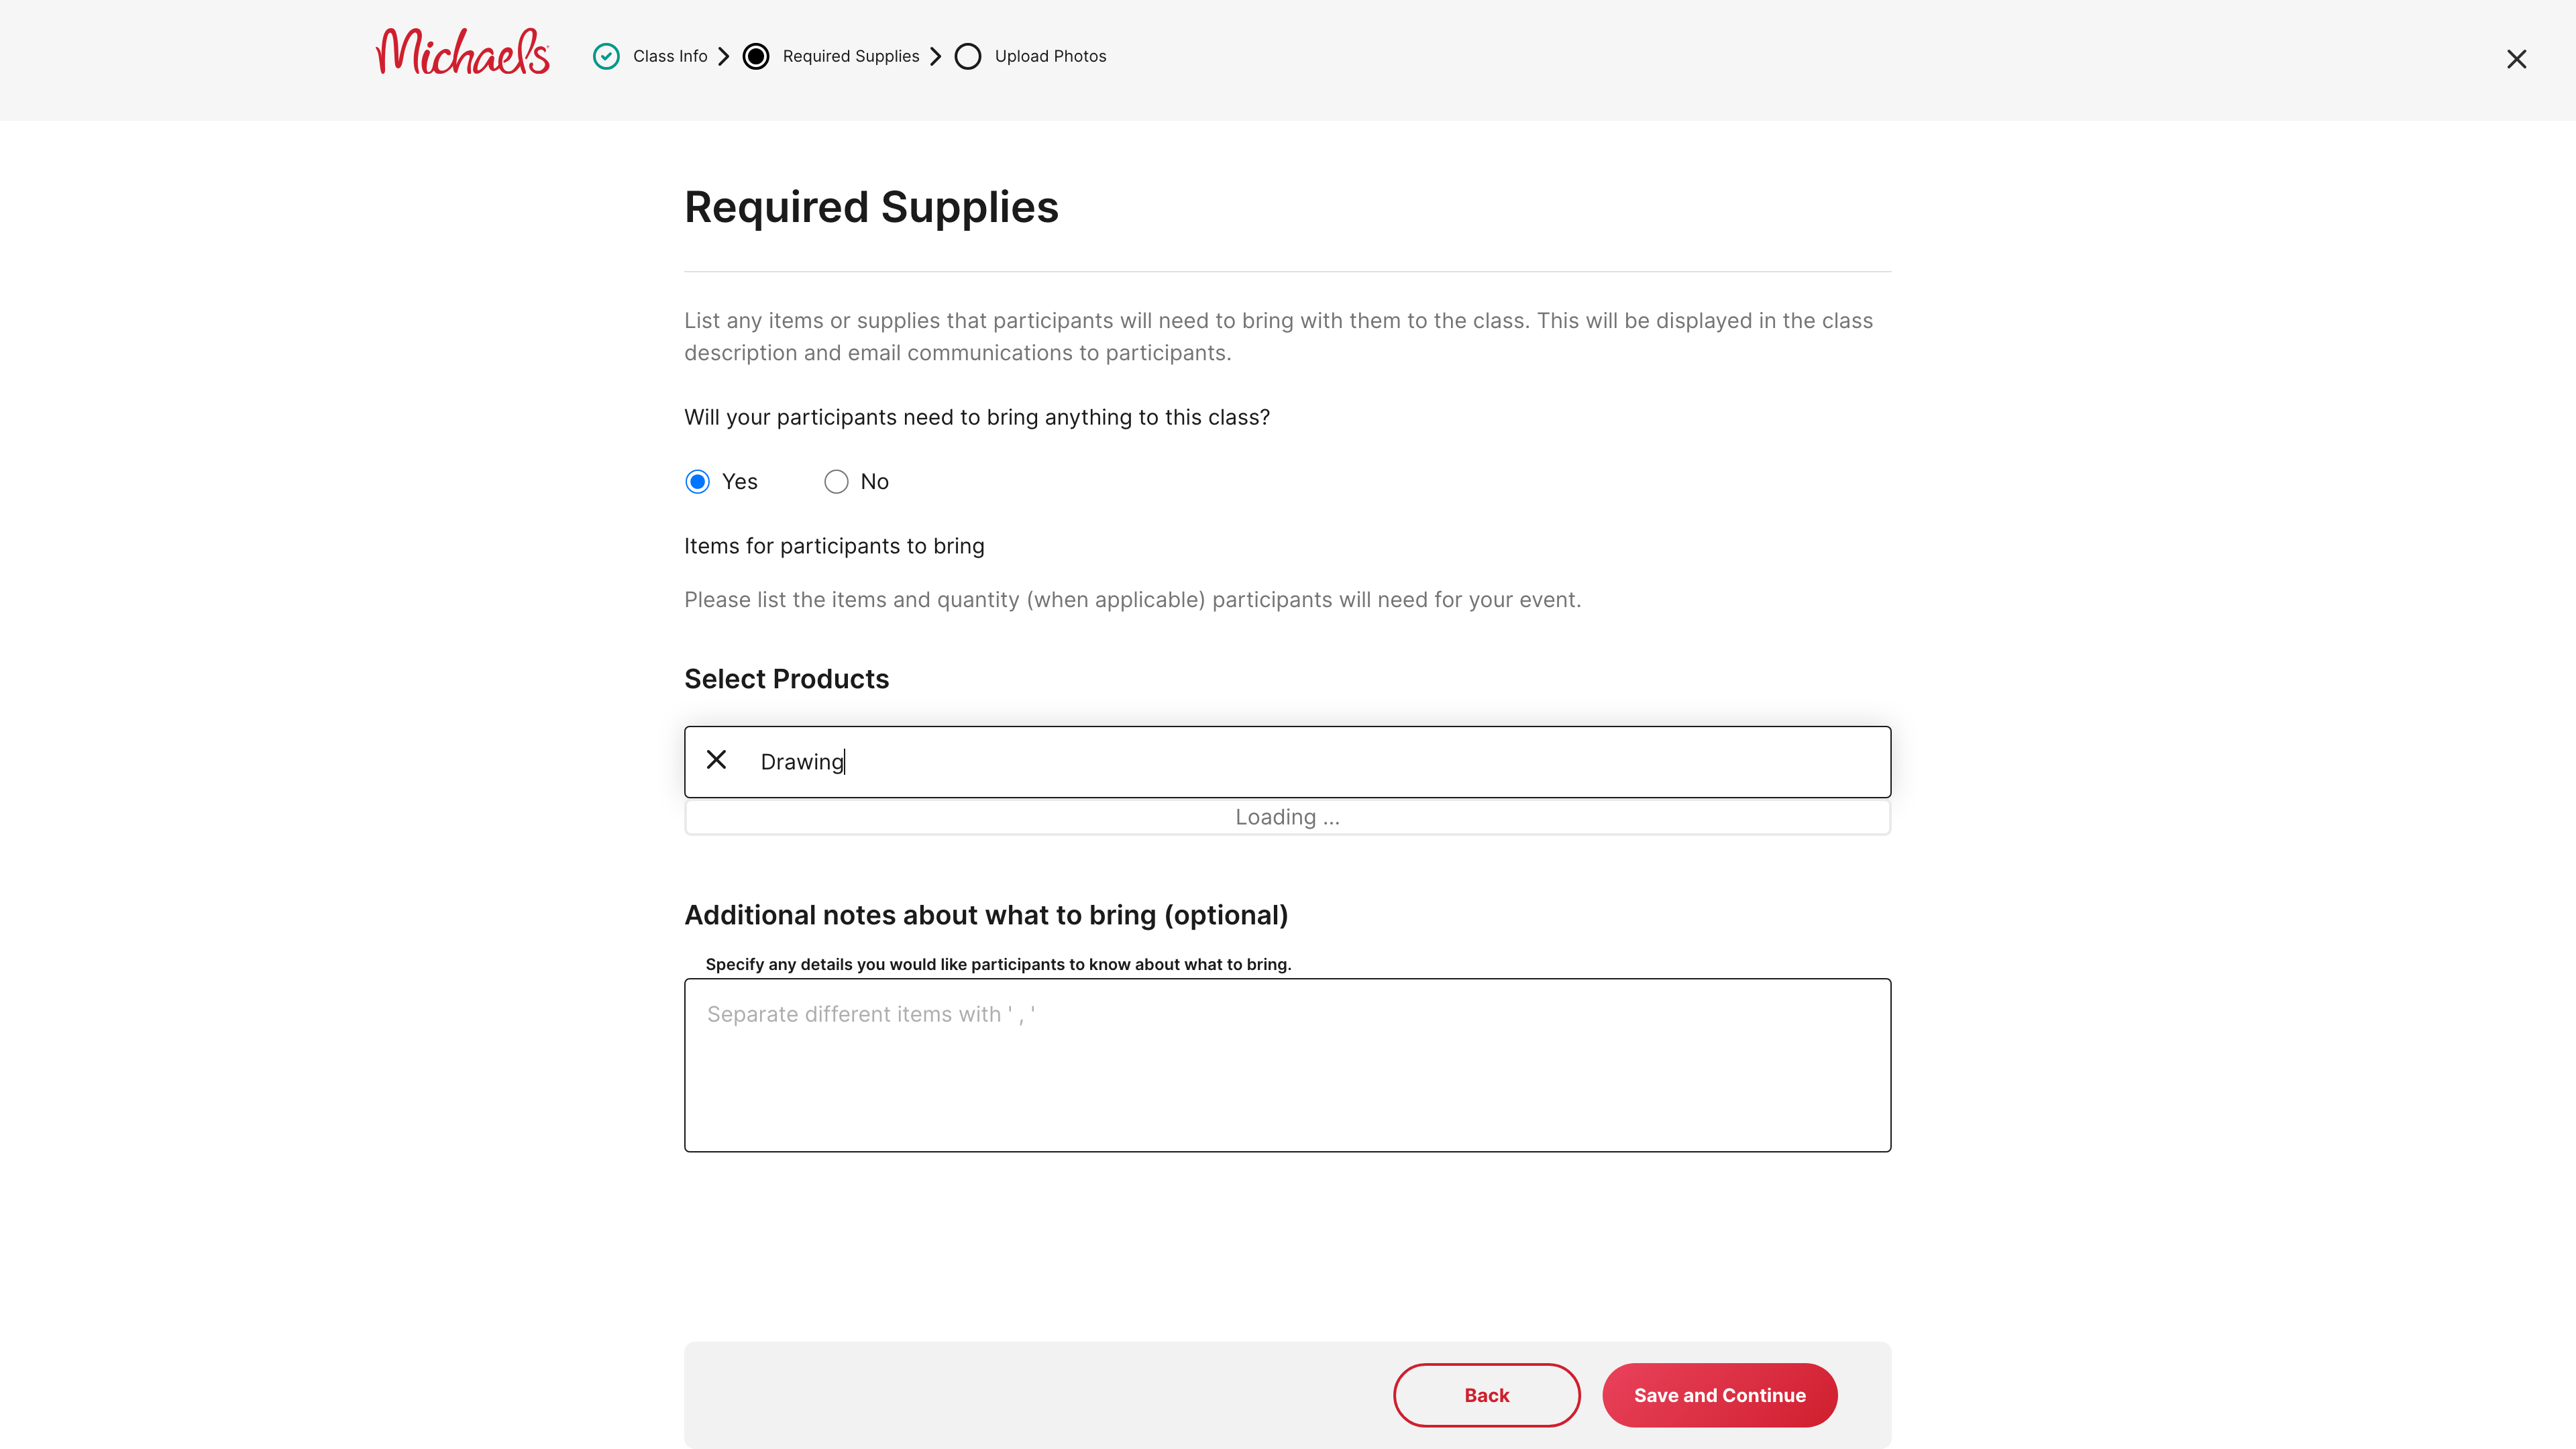 Michaels
Class Info
Required Supplies
Upload Photos
Required Supplies
List any items or supplies that participants will need to bring with them to the class. This will be displayed in the class
description and email communications to participants.
Will your participants need to bring anything to this class?
Yes
No
Items for participants to bring
Please list the items and quantity (when applicable) participants will need for your event.
Select Products
Drawing
Loading ...
Additional notes about what to bring (optional)
Specify any details you would like participants to know about what to bring.
Separate different items with ' , '
Back
Save and Continue